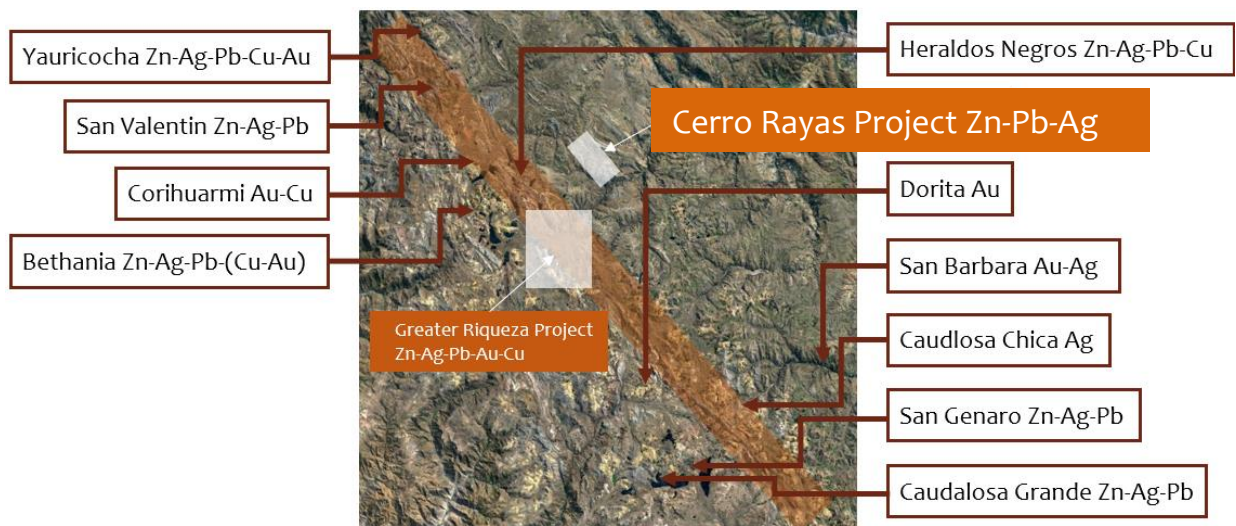 Yauricocha Zn-Ag-Pb-Cu-Au
San Valentin Zn-Ag-Pb
Corihuarmi Au-Cu
Bethania Zn-Ag-Pb-(Cu-Au)
Heraldos Negros Zn-Ag-Pb-Cu
Cerro Rayas Project Zn-Pb-Ag
Greater Riqueza Project
Zn-Ag-Pb-Au-Cu
Dorita Au
San Barbara Au-Ag
Caudlosa Chica Ag
San Genaro Zn-Ag-Pb
Caudalosa Grande Zn-Ag-Pb